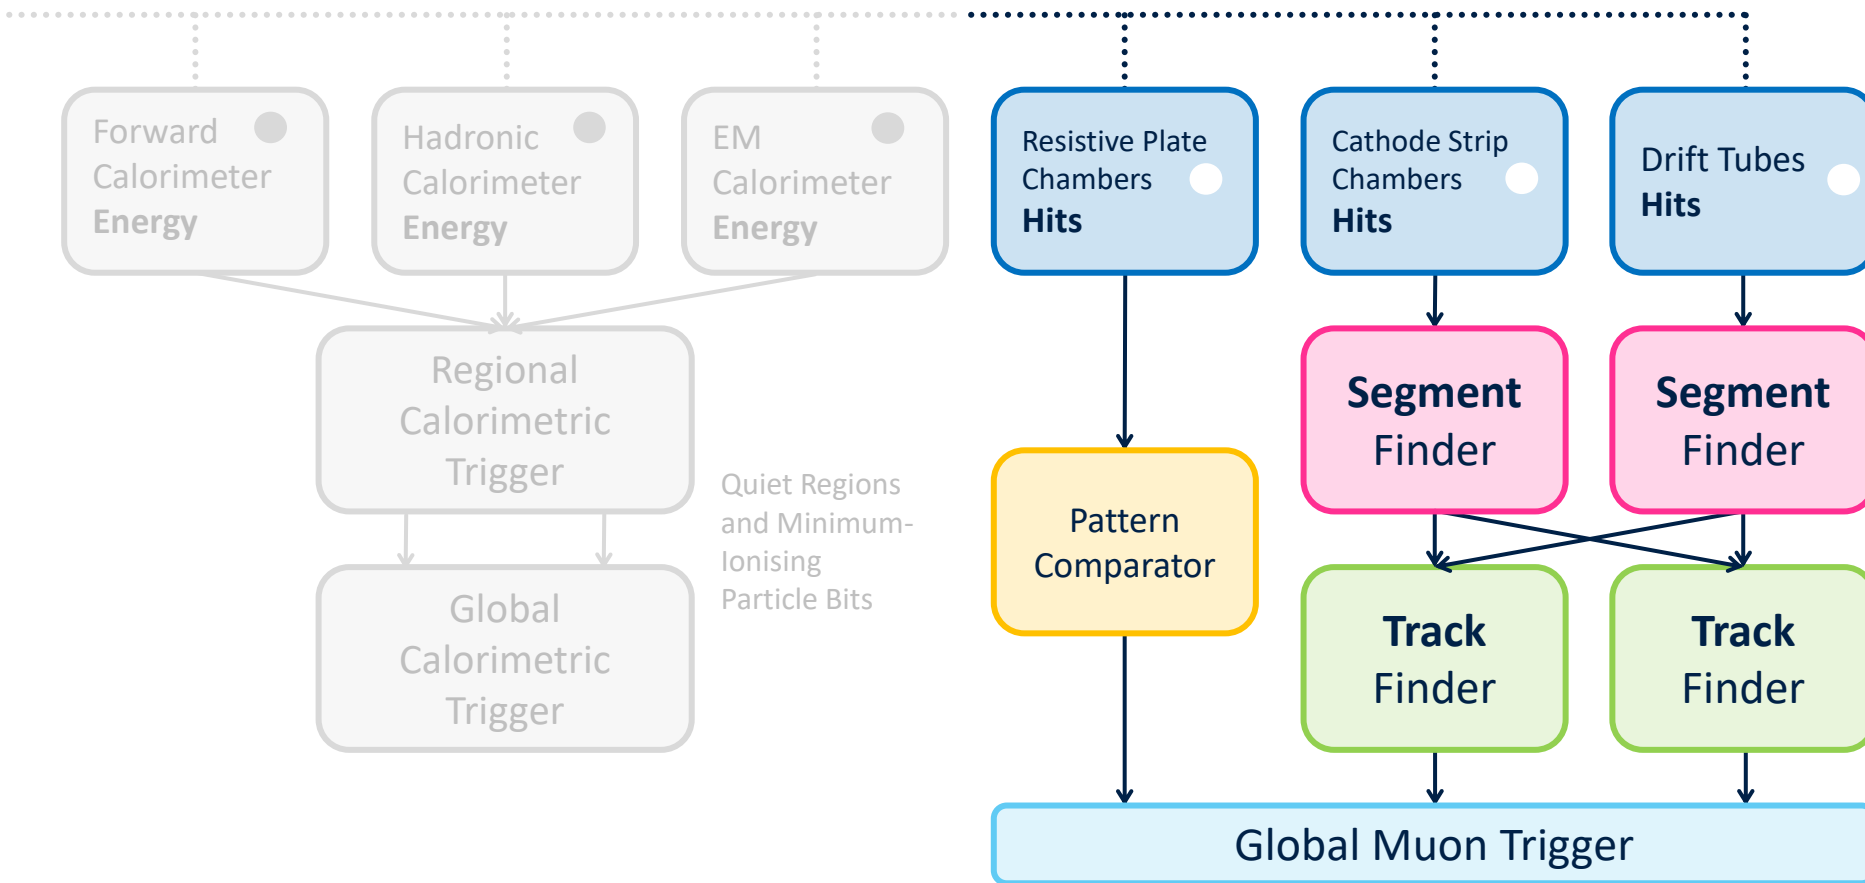 Forward
Calorimeter
Energy
Hadronic
Calorimeter
Energy
EM
Calorimeter
Energy
Resistive Plate
Chambers
Hits
Cathode Strip
Chambers
Hits
Drift Tubes
Hits
Regional
Calorimetric
Trigger
Segment
Finder
Segment
Finder
Quiet Regions
and Minimum-
Ionising
Particle Bits
Pattern
Comparator
Global
Calorimetric
Trigger
Track
Finder
Track
Finder
Global Muon Trigger